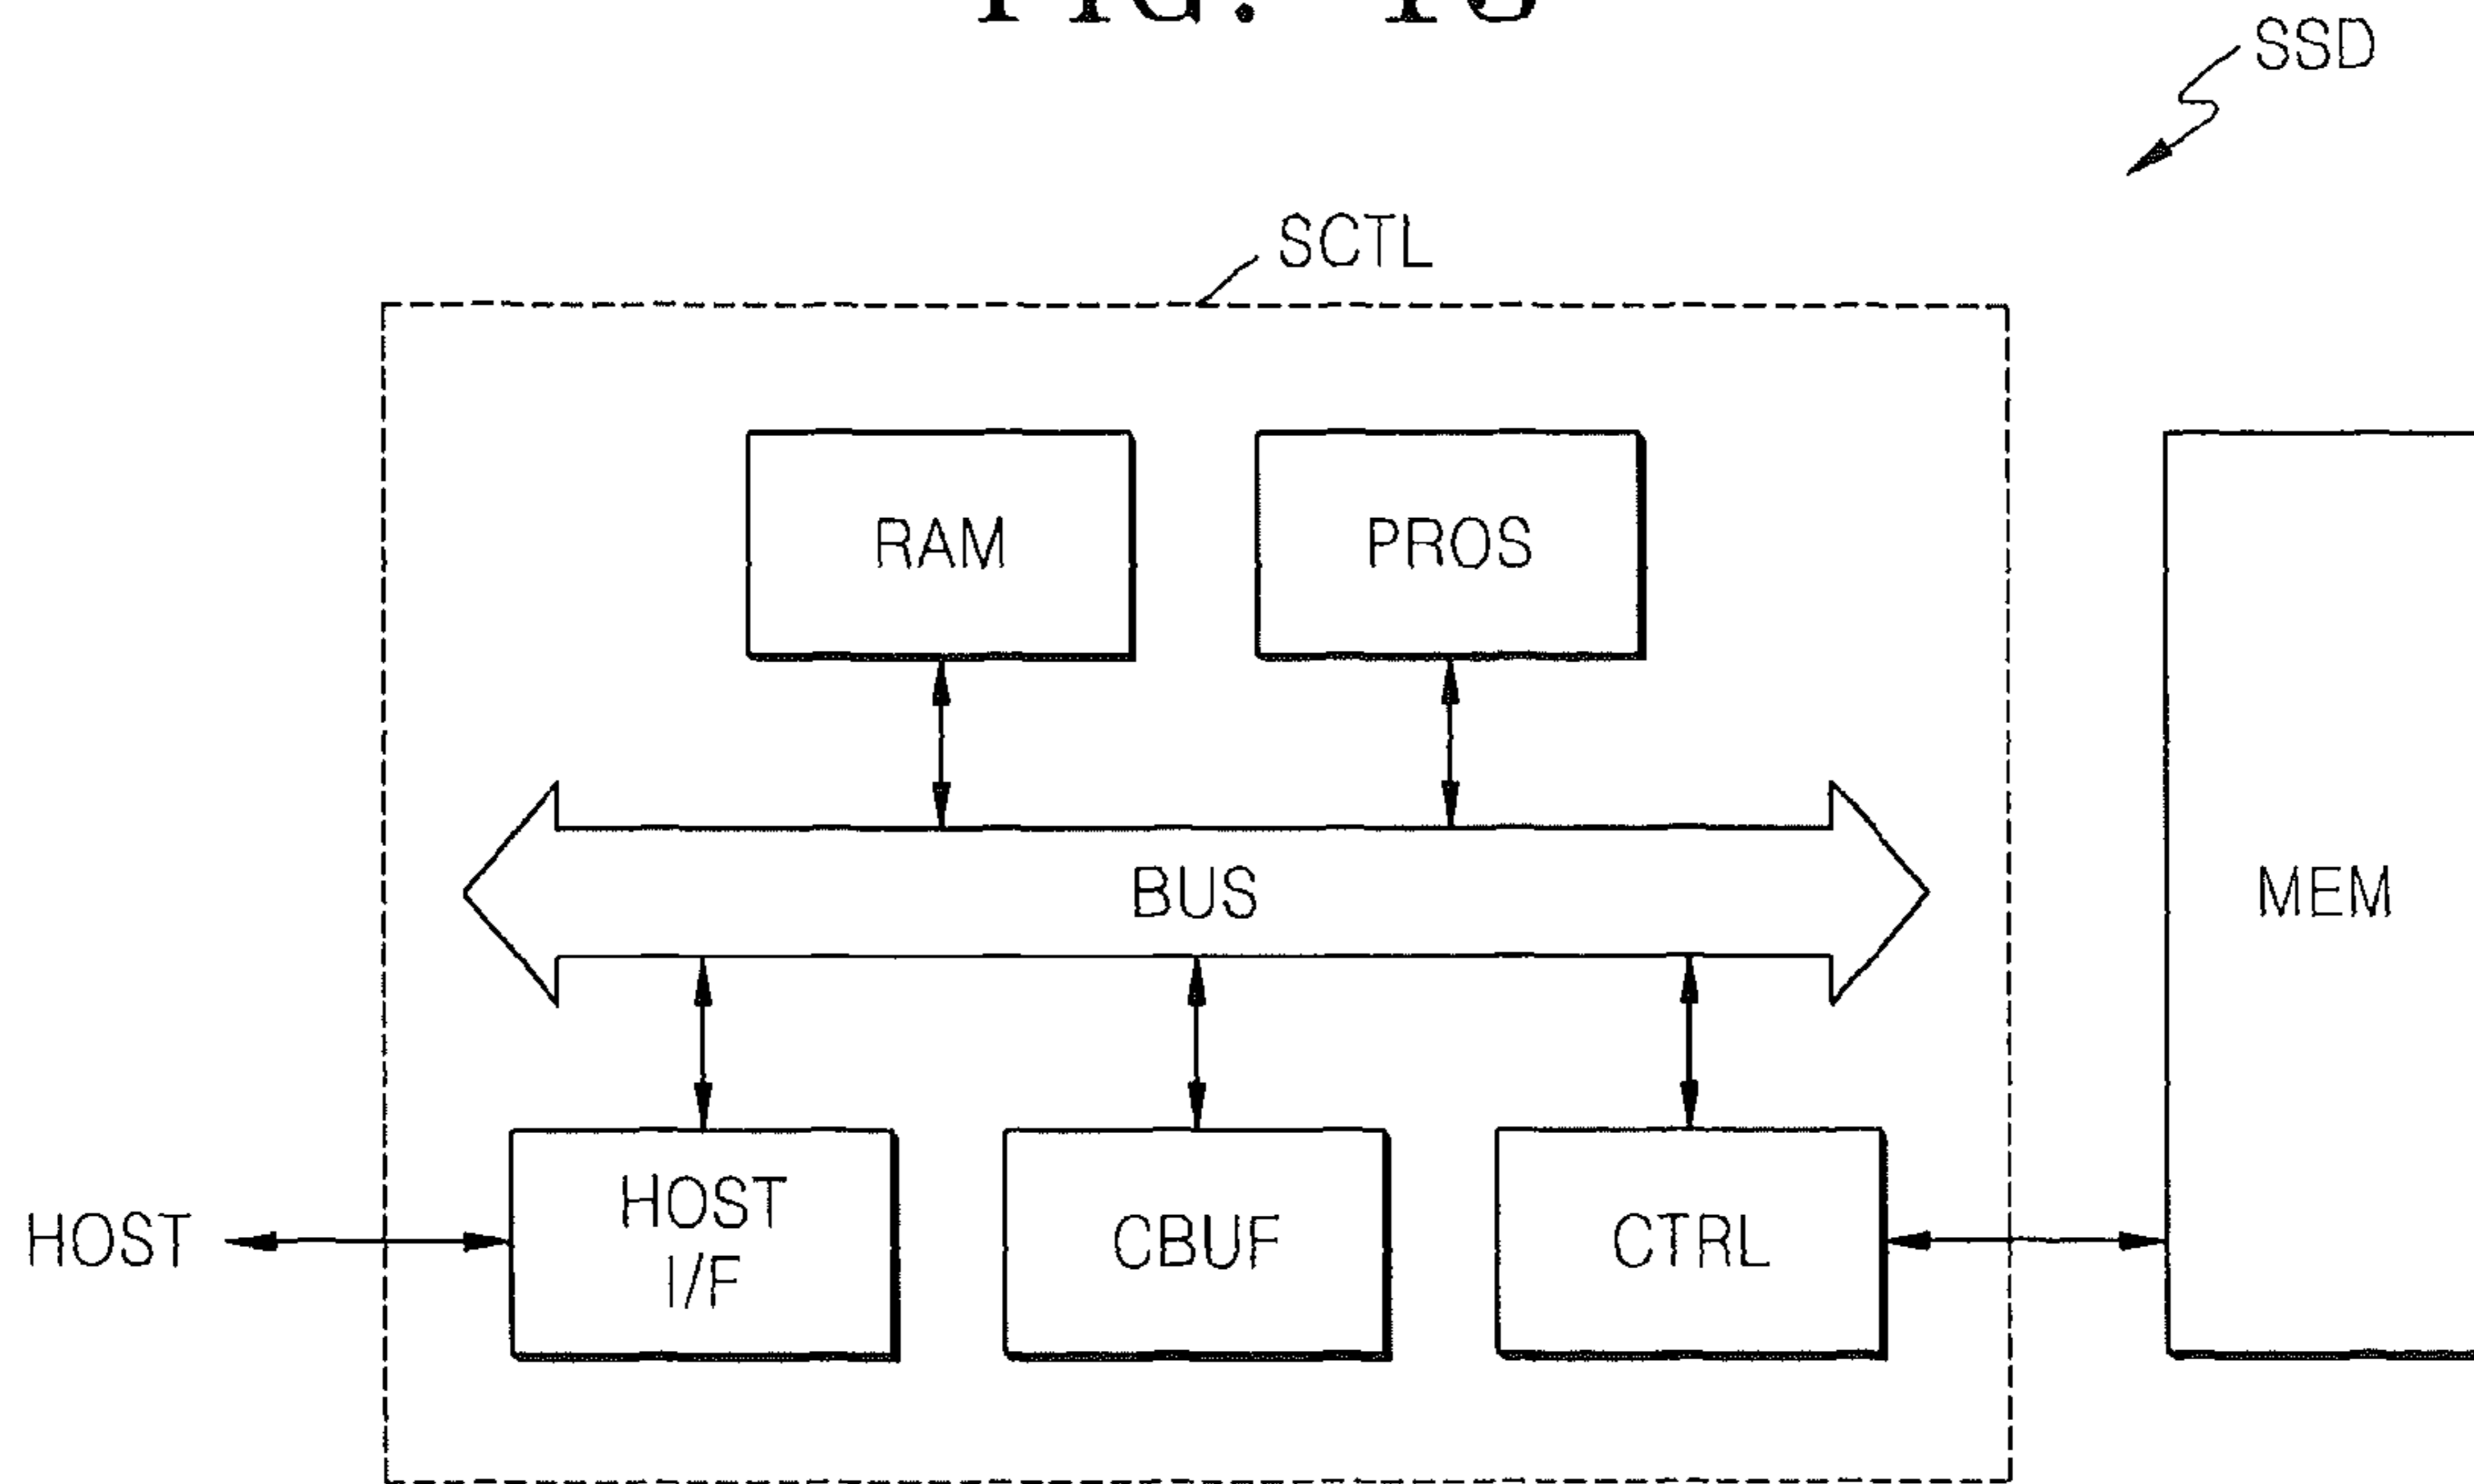 SSD
SCTL
RAM
PROS
BUS
MEM
HOST
HOST
I/F
CBUF
CTRL